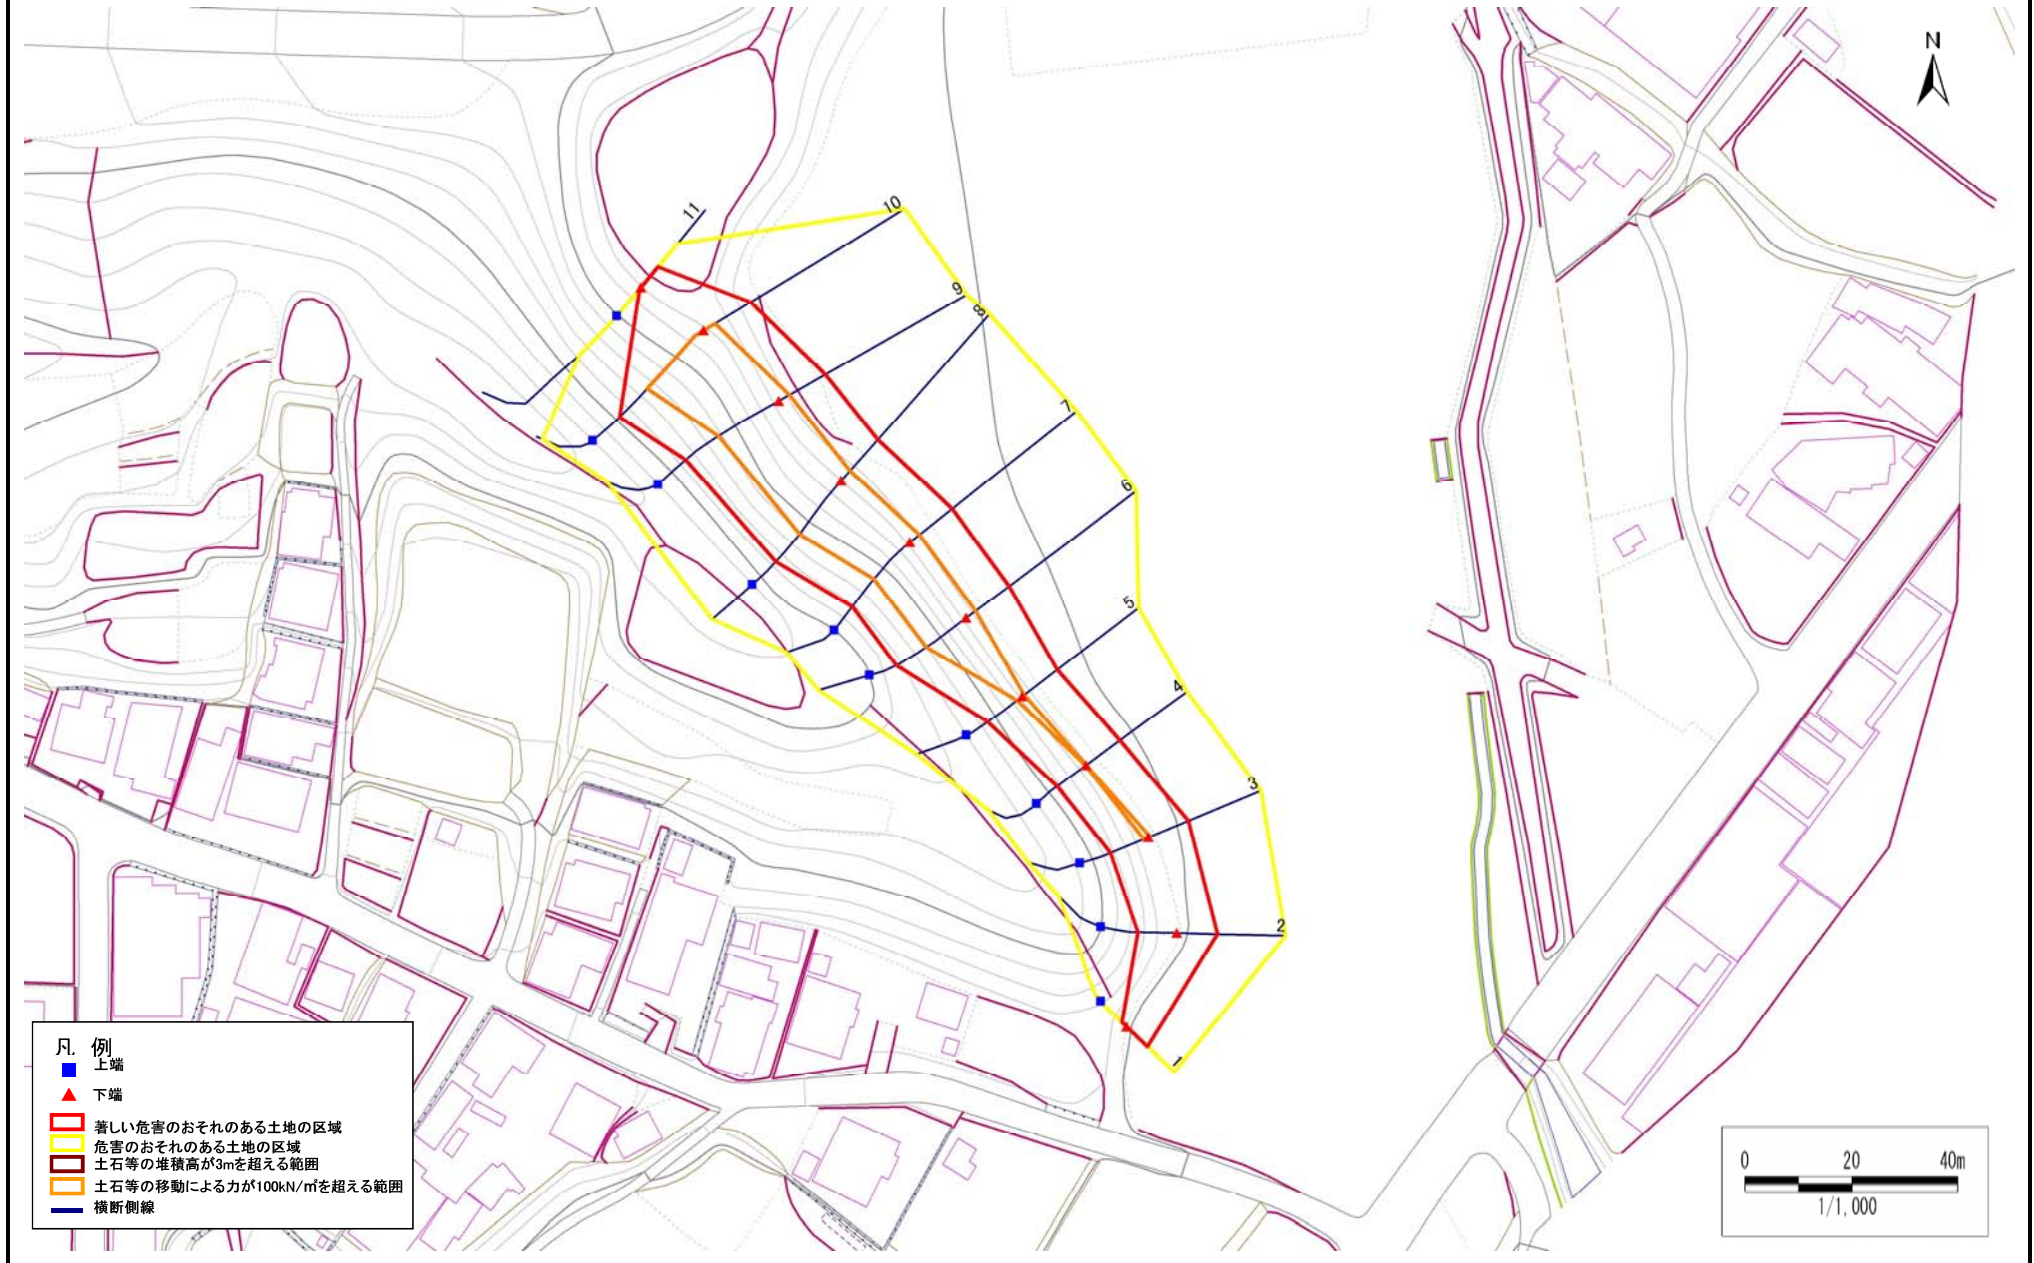 N
11
10
9
8
7
6
5
4
3
2
1
凡 例
上端
下端
著しい危害のおそれのある土地の区域
危害のおそれのある土地の区域
土石等の堆積高が3mを超える範囲
土石等の移動による力が100kN/㎡を超える範囲
横断側線
0 20 40m
1/1,000